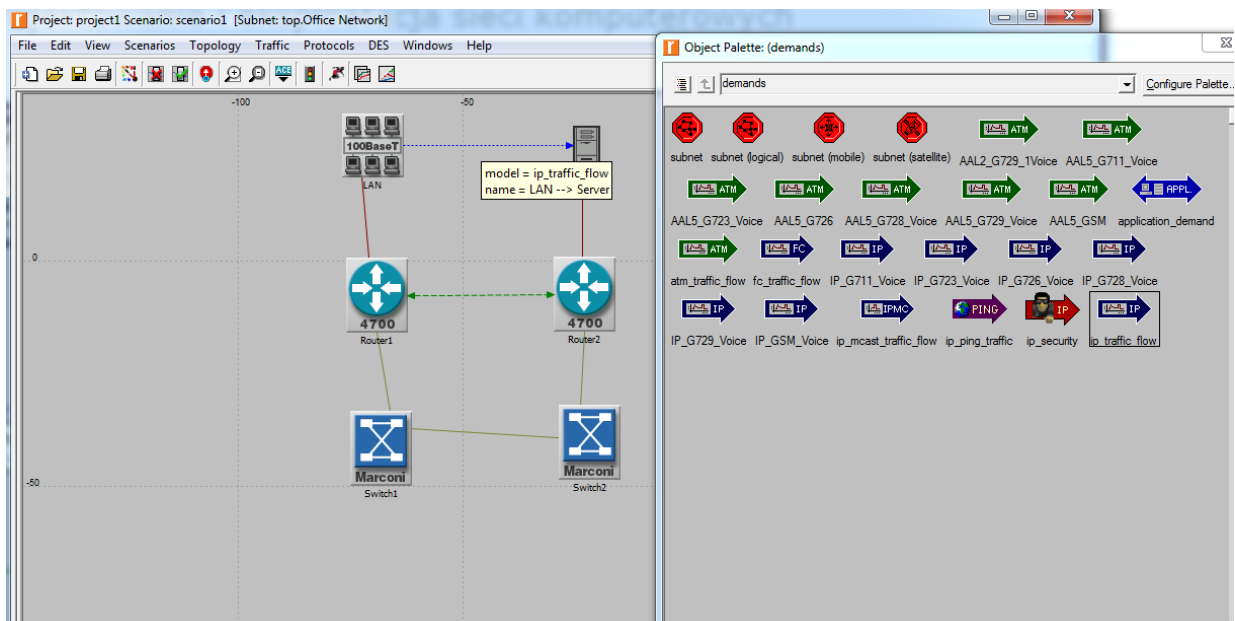 cja sieci komputerowych
Project: project1 Scenario: scenario1 [Subnet: top.Office Network]
File Edit View Scenarios Topology Traffic Protocols DES Windows Help
ACE
-100
-50
100BaseT
LAN
model = ip_traffic_flow
name = LAN --> Server
0
4700
Router1
4700
Router2
Marconi
Switch1
Marconi
Switch2
-50
Object Palette: (demands)
demands
Configure Palette...
ATM
ATM
subnet subnet (logical) subnet (mobile) subnet (satellite) AAL2_G729_1Voice AAL5_G711_Voice
ATM ATM ATM ATM ATM APPL.
AAL5_G723_Voice AAL5_G726 AAL5_G728_Voice AAL5_G729_Voice AAL5_GSM application_demand
ATM FC IP IP IP IP
atm_traffic_flow fc_traffic_flow IP_G711_Voice IP_G723_Voice IP_G726_Voice IP_G728_Voice
IP IP IPMC PING IP IP
IP_G729_Voice IP_GSM_Voice ip_mcast_traffic_flow ip_ping_traffic ip_security ip_traffic_flow